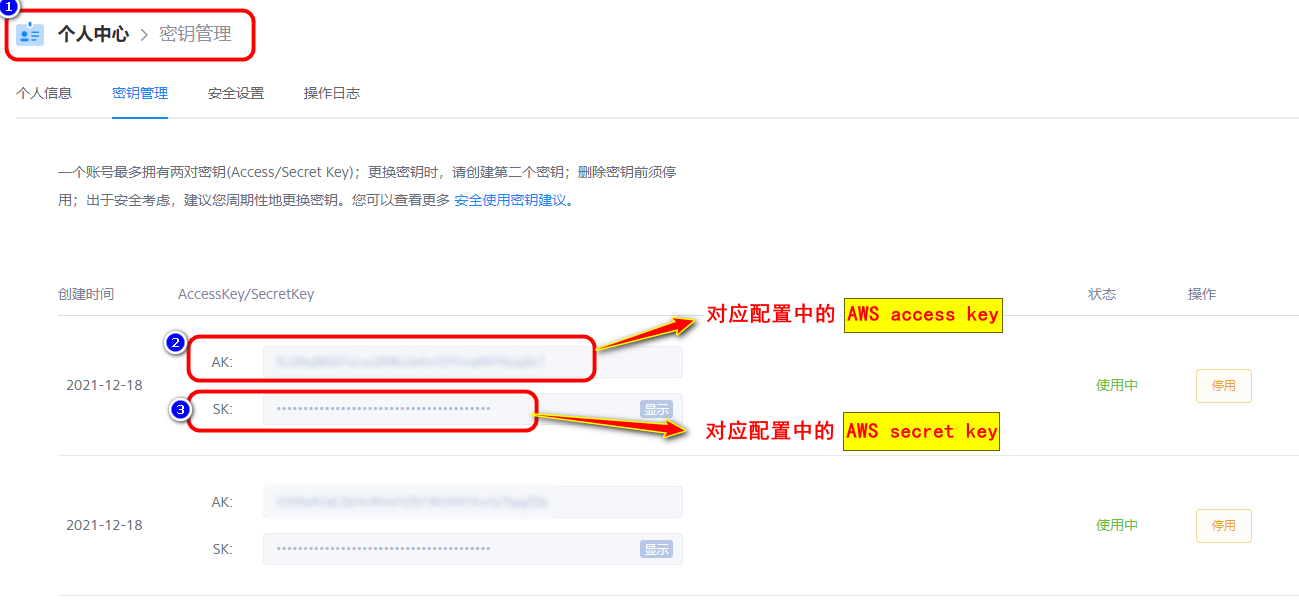 1
个人中心 > 密钥管理
个人信息 密钥管理 安全设置 操作日志
一个账号最多拥有两对密钥(Access/Secret Key)；更换密钥时，请创建第二个密钥；删除密钥前须停
用；出于安全考虑，建议您周期性地更换密钥。您可以查看更多 安全使用密钥建议。
创建时间 AccessKey/SecretKey 状态 操作
对应配置中的 AWS access key
2 AK:
2021-12-18 使用中 停用
3 SK: 显示
对应配置中的 AWS secret key
AK:
2021-12-18 使用中 停用
SK: 显示